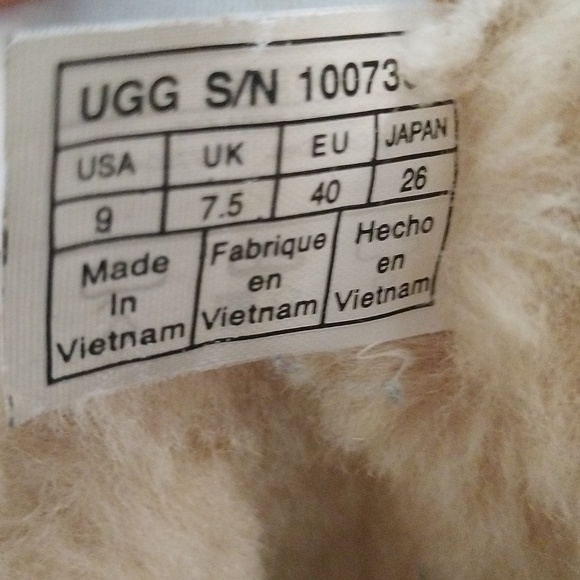 UGG S/N 10073
USA UK EU JAPAN
9 7.5 40 26
Made In Vietnam
Fabrique en Vietnam
Hecho en Vietnam